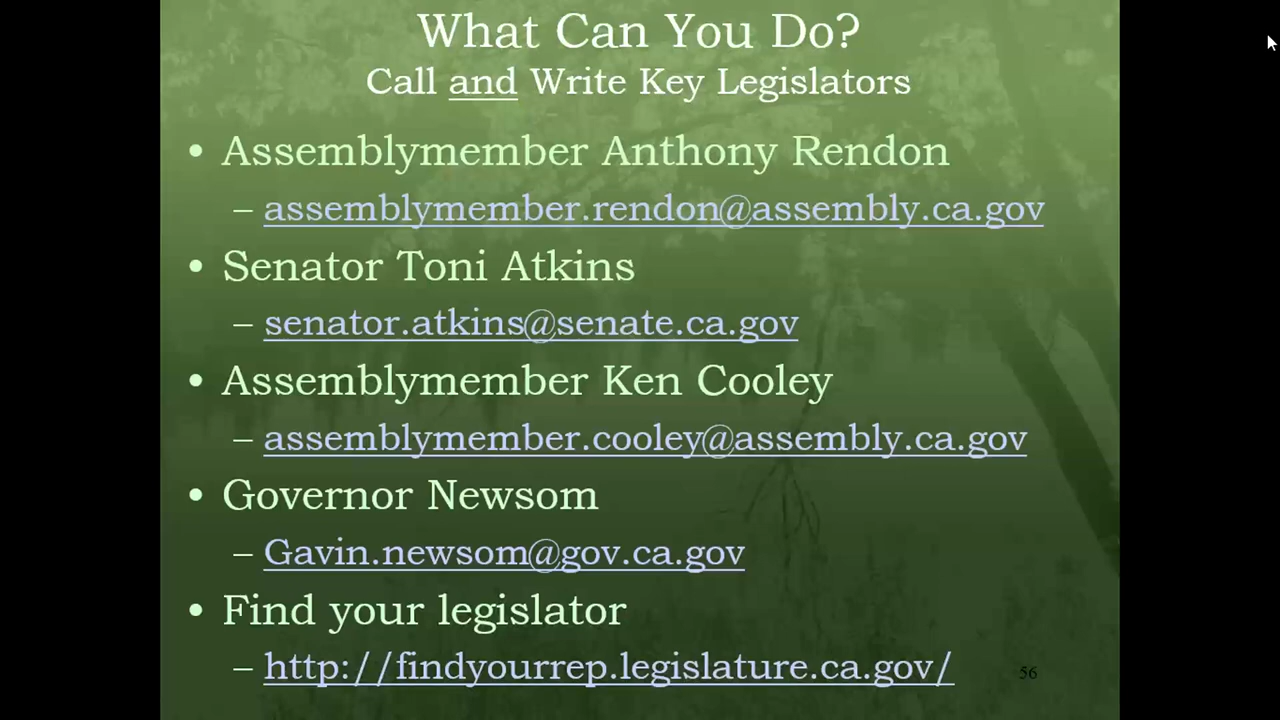 What Can You Do?
Call and Write Key Legislators
• Assemblymember Anthony Rendon
– assemblymember.rendon@assembly.ca.gov
• Senator Toni Atkins
– senator.atkins@senate.ca.gov
• Assemblymember Ken Cooley
– assemblymember.cooley@assembly.ca.gov
• Governor Newsom
– Gavin.newsom@gov.ca.gov
• Find your legislator
– http://findyourrep.legislature.ca.gov/
56